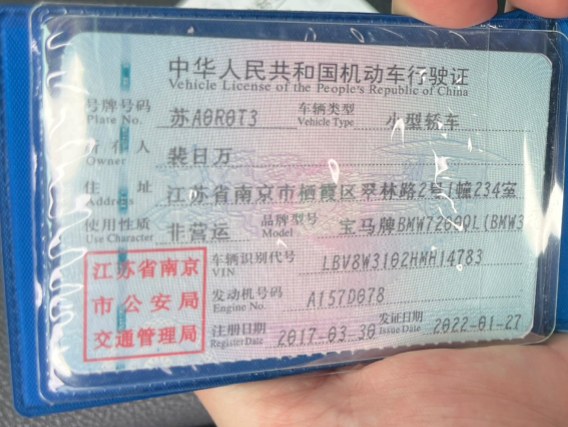 中华人民共和国机动车行驶证
Vehicle License of the People's Republic of China
号牌号码 苏A0R0T3 车辆类型 小型轿车
Plate No. Vehicle Type
所有人 裴日万
Owner
住址 江苏省南京市栖霞区翠林路2号1幢234室
Address
使用性质 非营运 品牌型号 宝马牌BMW7200QL(BMW3
Use Character Model
江苏省南京市公安局交通管理局
车辆识别代号 LBV8W3102HMH14783
VIN
发动机号码 A157D078
Engine No.
注册日期 2017-03-30 发证日期 2022-01-27
Register Date Issue Date